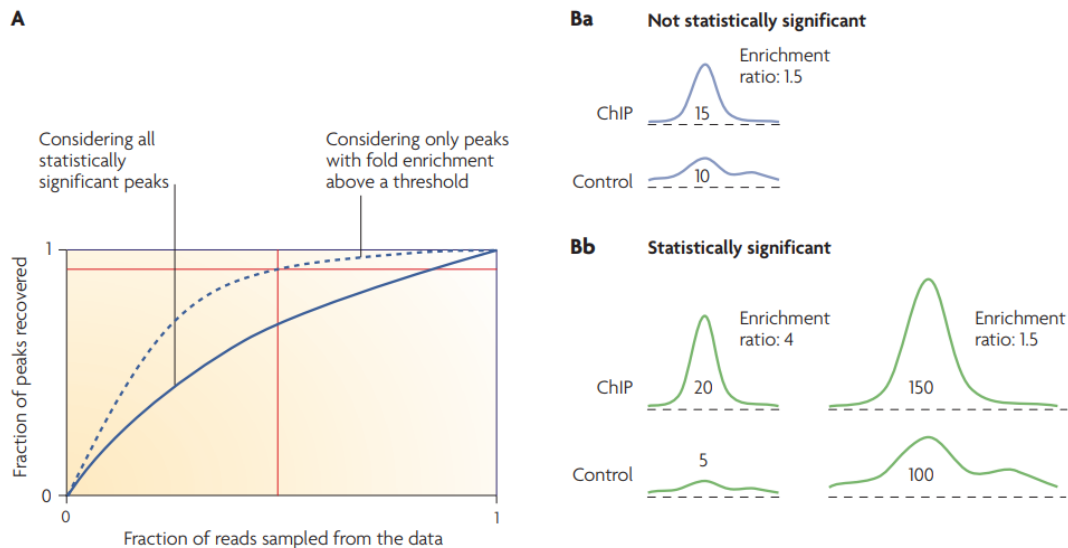 A
Considering all
statistically
significant peaks
Considering only peaks
with fold enrichment
above a threshold
1
Fraction of peaks recovered
0
0
1
Fraction of reads sampled from the data
Ba
Not statistically significant
Enrichment
ratio: 1.5
ChIP
15
Control
10
Bb
Statistically significant
Enrichment
ratio: 4
Enrichment
ratio: 1.5
ChIP
20
150
Control
5
100